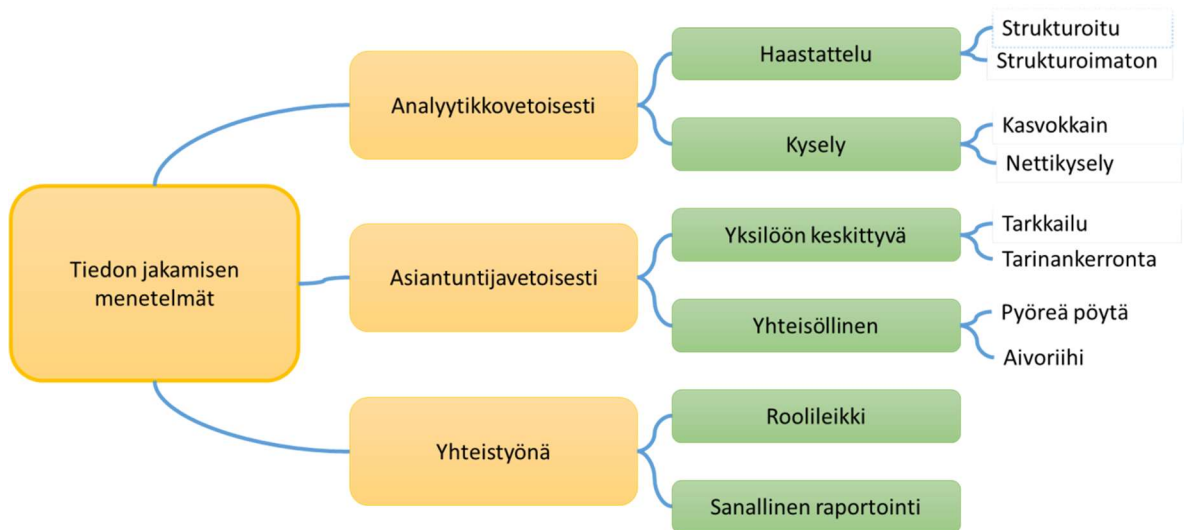 Tiedon jakamisen
menetelmät
Analyytikkovetoisesti
Haastattelu
Strukturoitu
Strukturoimaton
Kysely
Kasvokkain
Nettikysely
Asiantuntijavetoisesti
Yksilöön keskittyvä
Tarkkailu
Tarinankerronta
Yhteisöllinen
Pyöreä pöytä
Aivoriihi
Yhteistyönä
Roolileikki
Sanallinen raportointi